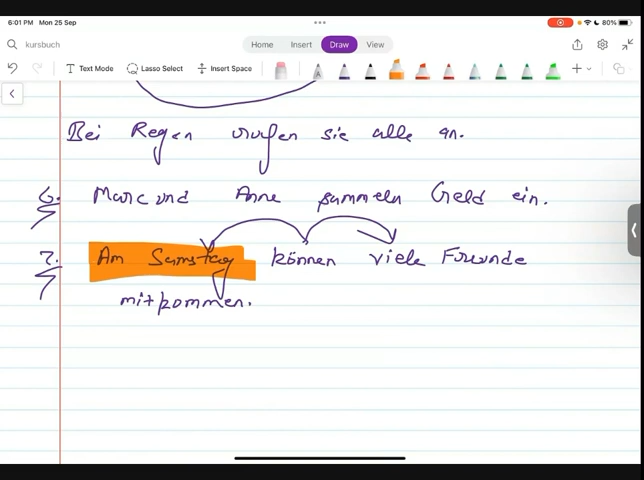 6:01 PM Mon 25 Sep
80%
kursbuch
Home Insert Draw View
Text Mode Lasso Select Insert Space
Bei Regen rufen sie alle an.
6. Marc und Anne sammeln Geld ein.
7. Am Samstag können viele Freunde
mitkommen.